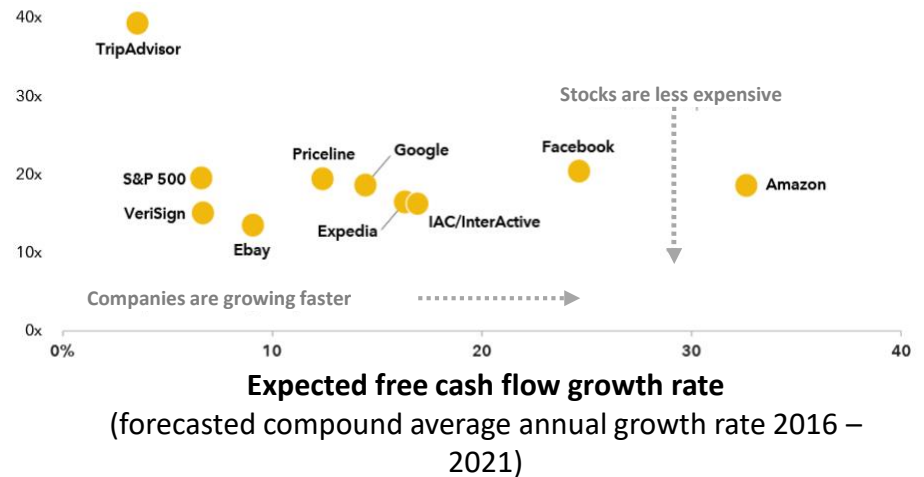 40x
TripAdvisor
30x
Stocks are less expensive
Facebook
Google
Priceline
20x
S&P 500
Amazon
VeriSign
Expedia
IAC/InterActive
Ebay
10x
Companies are growing faster
0x
0% 10 20 30 40
Expected free cash flow growth rate
(forecasted compound average annual growth rate 2016 –
2021)